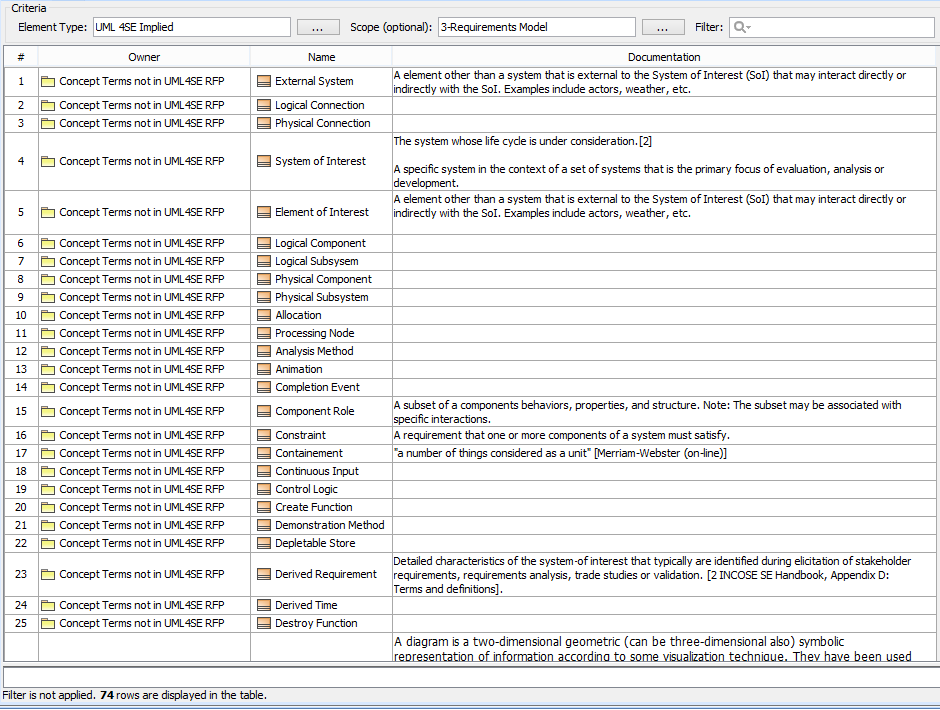 Criteria
Element Type: UML 4SE Implied ... Scope (optional): 3-Requirements Model ... Filter:
# Owner Name Documentation
1 Concept Terms not in UML4SE RFP External System A element other than a system that is external to the System of Interest (SoI) that may interact directly or
indirectly with the SoI. Examples include actors, weather, etc.
2 Concept Terms not in UML4SE RFP Logical Connection
3 Concept Terms not in UML4SE RFP Physical Connection
4 Concept Terms not in UML4SE RFP System of Interest The system whose life cycle is under consideration.[2]
A specific system in the context of a set of systems that is the primary focus of evaluation, analysis or
development.
5 Concept Terms not in UML4SE RFP Element of Interest A element other than a system that is external to the System of Interest (SoI) that may interact directly or
indirectly with the SoI. Examples include actors, weather, etc.
6 Concept Terms not in UML4SE RFP Logical Component
7 Concept Terms not in UML4SE RFP Logical Subsysem
8 Concept Terms not in UML4SE RFP Physical Component
9 Concept Terms not in UML4SE RFP Physical Subsystem
10 Concept Terms not in UML4SE RFP Allocation
11 Concept Terms not in UML4SE RFP Processing Node
12 Concept Terms not in UML4SE RFP Analysis Method
13 Concept Terms not in UML4SE RFP Animation
14 Concept Terms not in UML4SE RFP Completion Event
15 Concept Terms not in UML4SE RFP Component Role A subset of a components behaviors, properties, and structure. Note: The subset may be associated with
specific interactions.
16 Concept Terms not in UML4SE RFP Constraint A requirement that one or more components of a system must satisfy.
17 Concept Terms not in UML4SE RFP Containement "a number of things considered as a unit" [Merriam-Webster (on-line)]
18 Concept Terms not in UML4SE RFP Continuous Input
19 Concept Terms not in UML4SE RFP Control Logic
20 Concept Terms not in UML4SE RFP Create Function
21 Concept Terms not in UML4SE RFP Demonstration Method
22 Concept Terms not in UML4SE RFP Depletable Store
23 Concept Terms not in UML4SE RFP Derived Requirement Detailed characteristics of the system-of interest that typically are identified during elicitation of stakeholder
requirements, requirements analysis, trade studies or validation. [2 INCOSE SE Handbook, Appendix D:
Terms and definitions].
24 Concept Terms not in UML4SE RFP Derived Time
25 Concept Terms not in UML4SE RFP Destroy Function
A diagram is a two-dimensional geometric (can be three-dimensional also) symbolic
representation of information according to some visualization technique. They have been used
Filter is not applied. 74 rows are displayed in the table.